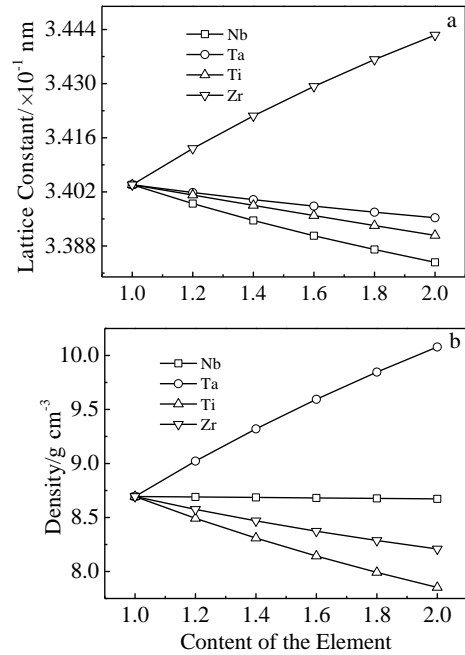 a
Nb
Ta
Ti
Zr
3.444
3.430
3.416
3.402
3.388
Lattice Constant/×10⁻¹ nm
1.0 1.2 1.4 1.6 1.8 2.0
b
Nb
Ta
Ti
Zr
10.0
9.5
9.0
8.5
8.0
Density/g cm⁻³
1.0 1.2 1.4 1.6 1.8 2.0
Content of the Element